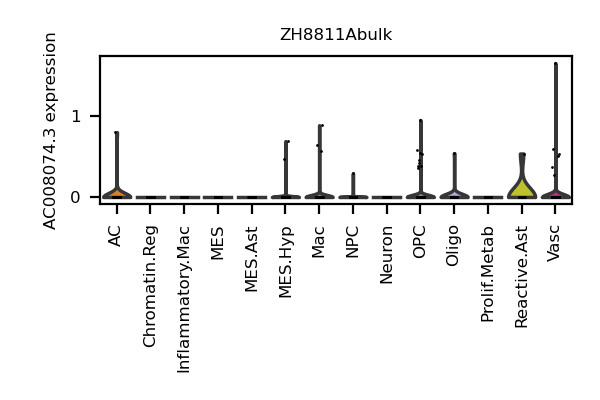 ZH8811Abulk
AC008074.3 expression
1
0
AC
Chromatin.Reg
Inflammatory.Mac
MES
MES.Ast
MES.Hyp
Mac
NPC
Neuron
OPC
Oligo
Prolif.Metab
Reactive.Ast
Vasc